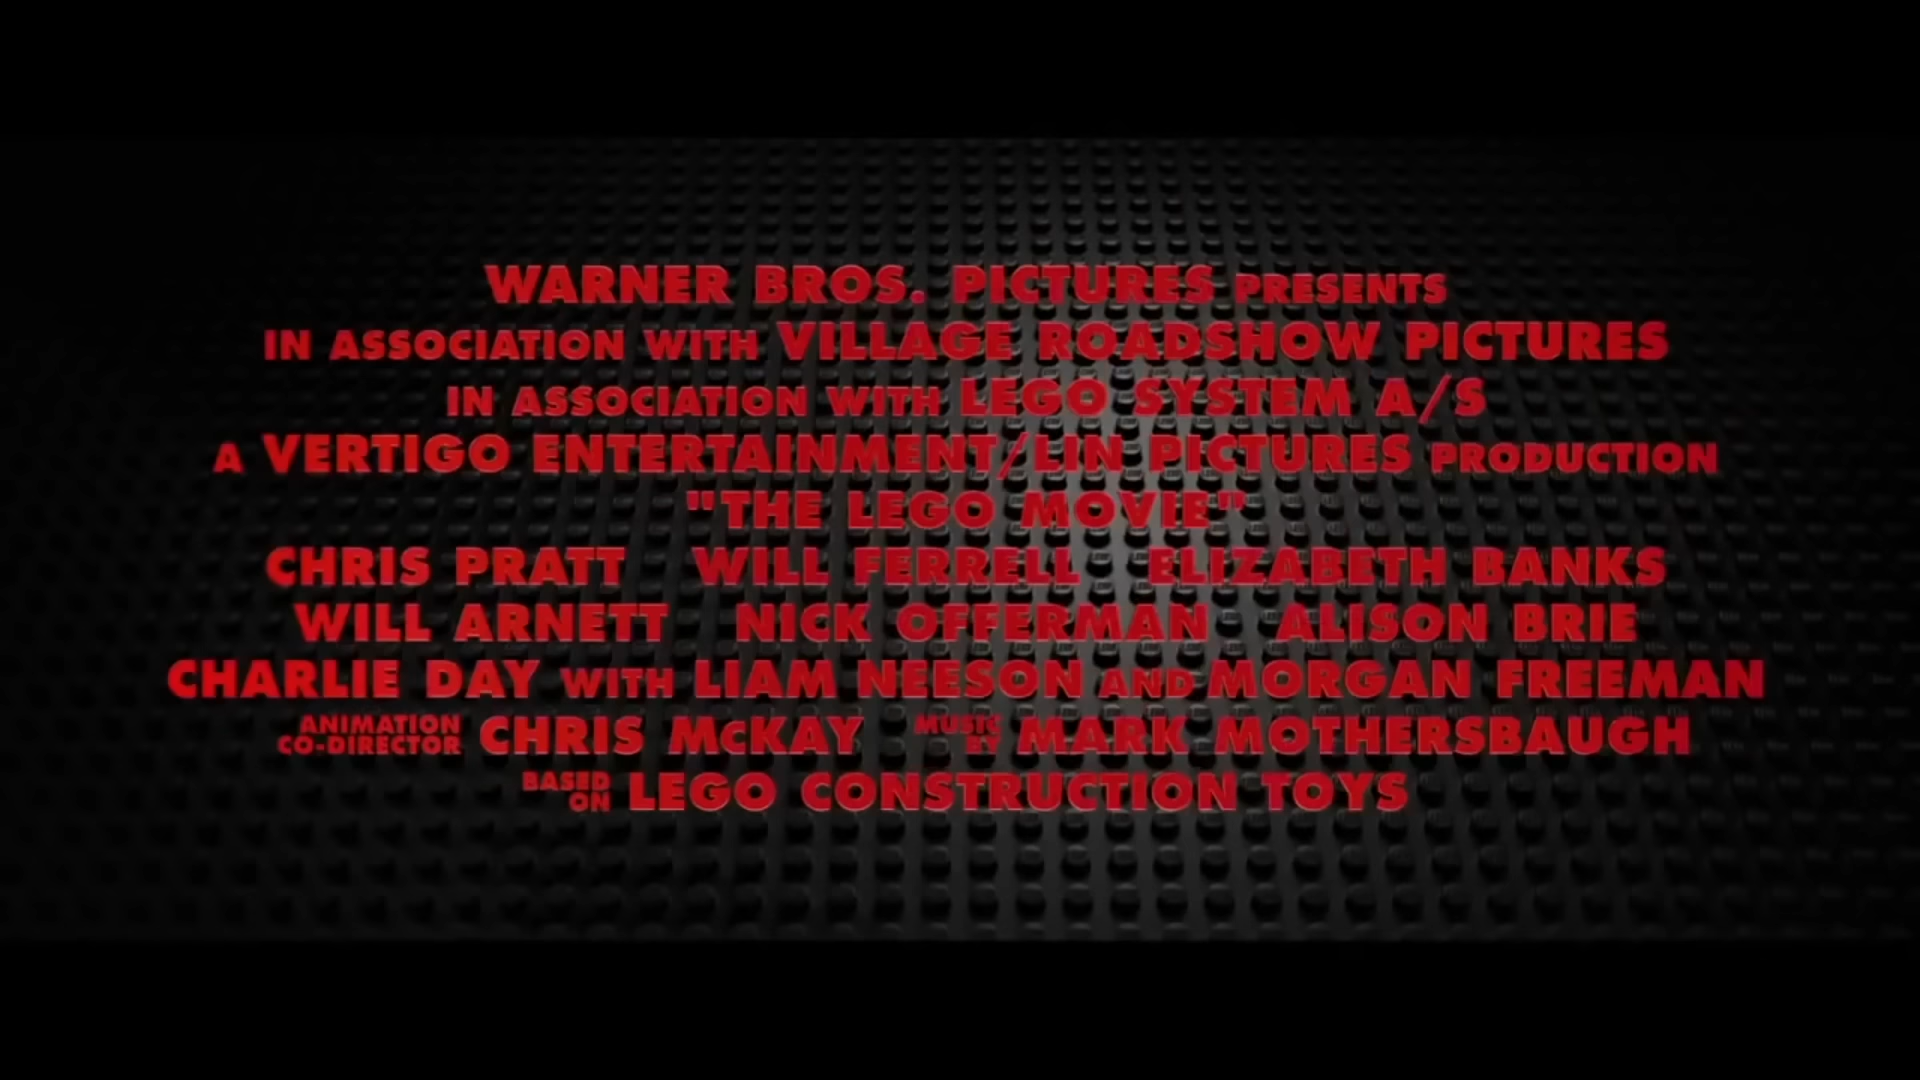 WARNER BROS. PICTURES PRESENTS
IN ASSOCIATION WITH VILLAGE ROADSHOW PICTURES
IN ASSOCIATION WITH LEGO SYSTEM A/S
A VERTIGO ENTERTAINMENT/LIN PICTURES PRODUCTION
"THE LEGO MOVIE"
CHRIS PRATT WILL FERRELL ELIZABETH BANKS
WILL ARNETT NICK OFFERMAN ALISON BRIE
CHARLIE DAY WITH LIAM NEESON AND MORGAN FREEMAN
ANIMATION CO-DIRECTOR CHRIS McKAY MUSIC BY MARK MOTHERSBAUGH
BASED ON LEGO CONSTRUCTION TOYS